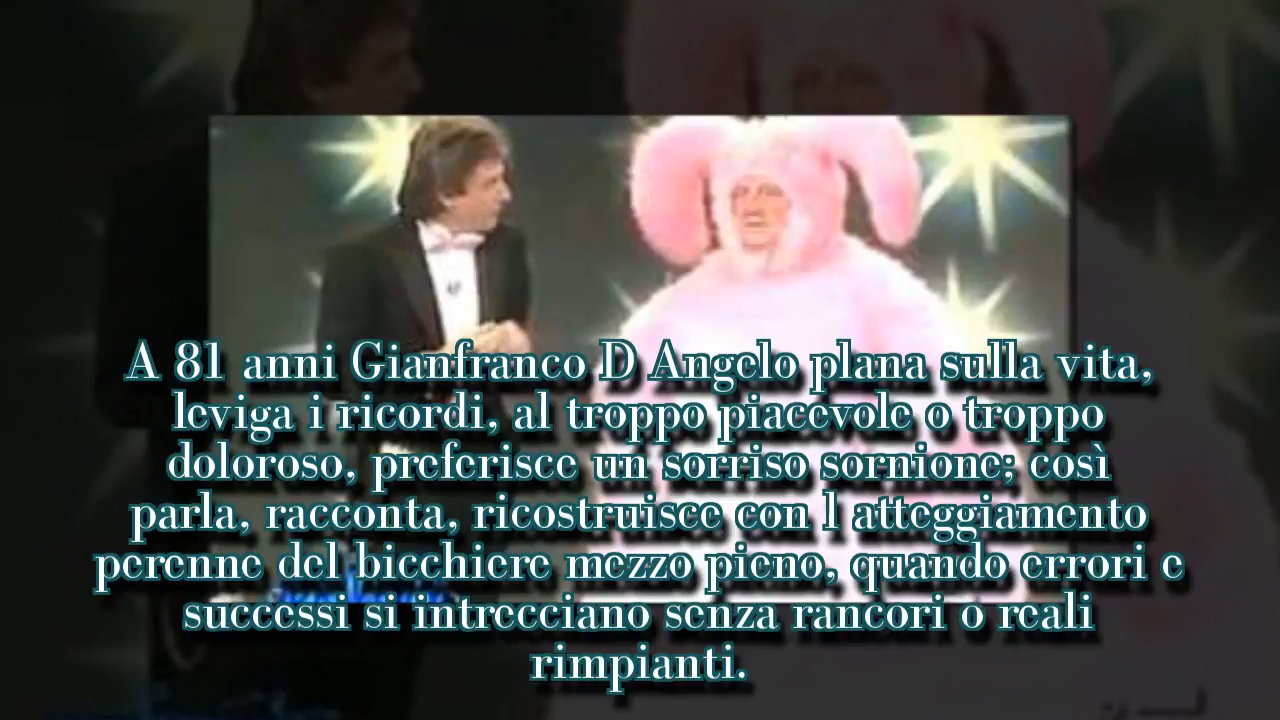 A 81 anni Gianfranco D Angelo plana sulla vita,
leviga i ricordi, al troppo piacevole o troppo
doloroso, preferisce un sorriso sornione; così
parla, racconta, ricostruisce con l atteggiamento
perenne del bicchiere mezzo pieno, quando errori e
successi si intrecciano senza rancori o reali
rimpianti.